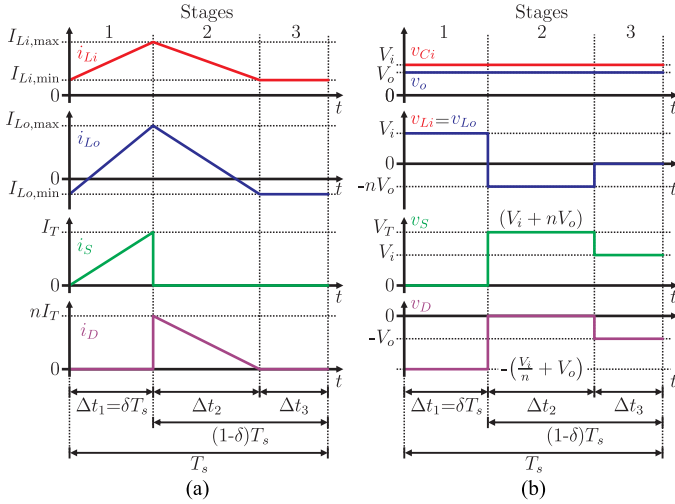 Stages
1 2 3
I_{Li,max}
i_{Li}
I_{Li,min}
0
t
I_{Lo,max}
i_{Lo}
0
I_{Lo,min}
t
I_T
i_S
0
t
nI_T
i_D
0
t
Δt_1=δT_s Δt_2 Δt_3
(1-δ)T_s
T_s
(a)
Stages
1 2 3
V_i
v_{Ci}
V_o
v_o
0
t
v_{Li}=v_{Lo}
V_i
0
-nV_o
t
V_T
v_S
(V_i + nV_o)
V_i
0
t
v_D
0
t
-V_o
-(V_i/n + V_o)
Δt_1=δT_s Δt_2 Δt_3
(1-δ)T_s
T_s
(b)